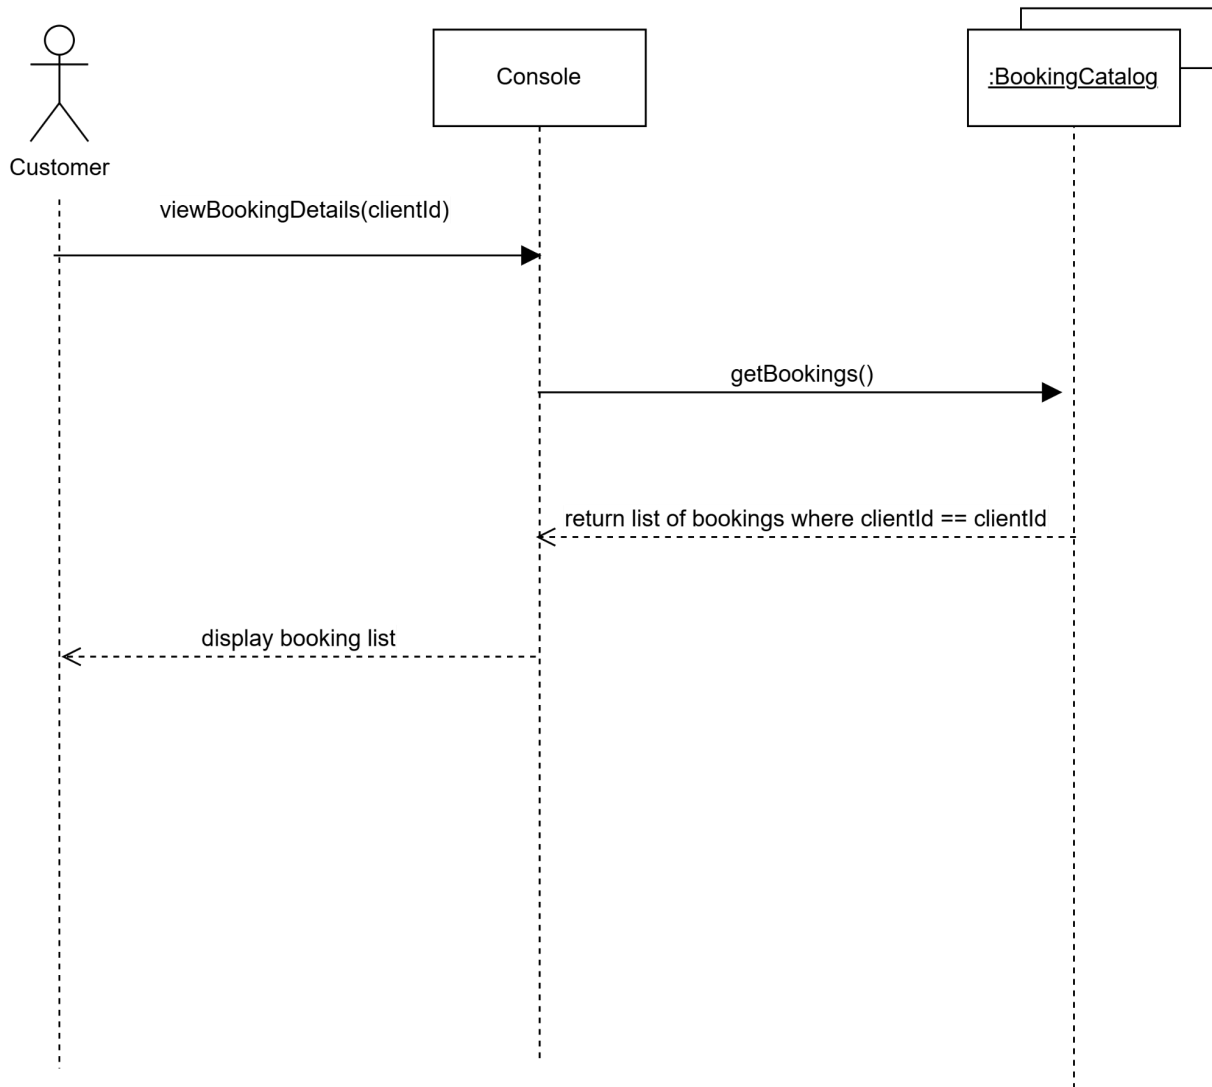 Console
:BookingCatalog
Customer
viewBookingDetails(clientId)
getBookings()
return list of bookings where clientId == clientId
display booking list